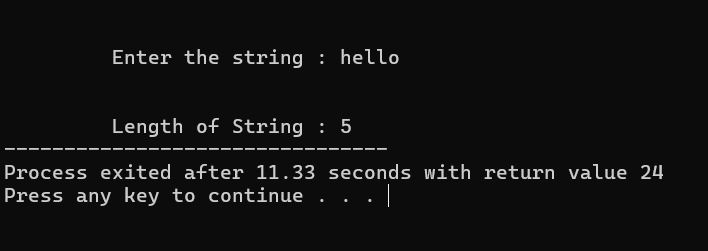 Enter the string : hello
Length of String : 5
--------------------------------
Process exited after 11.33 seconds with return value 24
Press any key to continue . . .